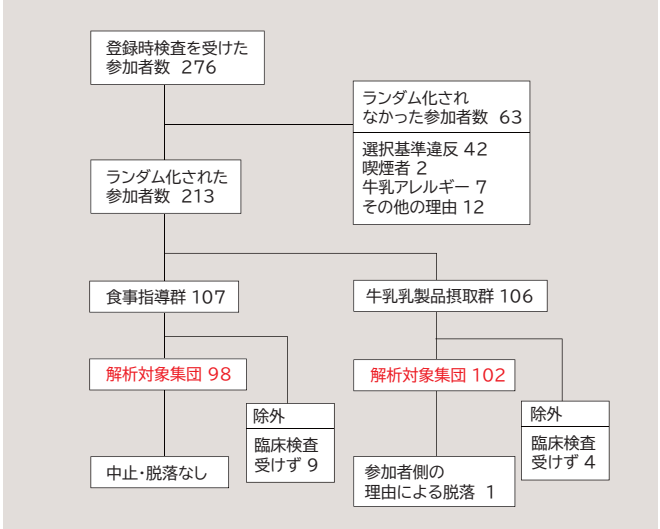 登録時検査を受けた
参加者数 276
ランダム化され
なかった参加者数 63
選択基準違反 42
喫煙者 2
牛乳アレルギー 7
その他の理由 12
ランダム化された
参加者数 213
食事指導群 107
牛乳乳製品摂取群 106
解析対象集団 98
解析対象集団 102
除外
臨床検査
受けず 9
除外
臨床検査
受けず 4
中止・脱落なし
参加者側の
理由による脱落 1